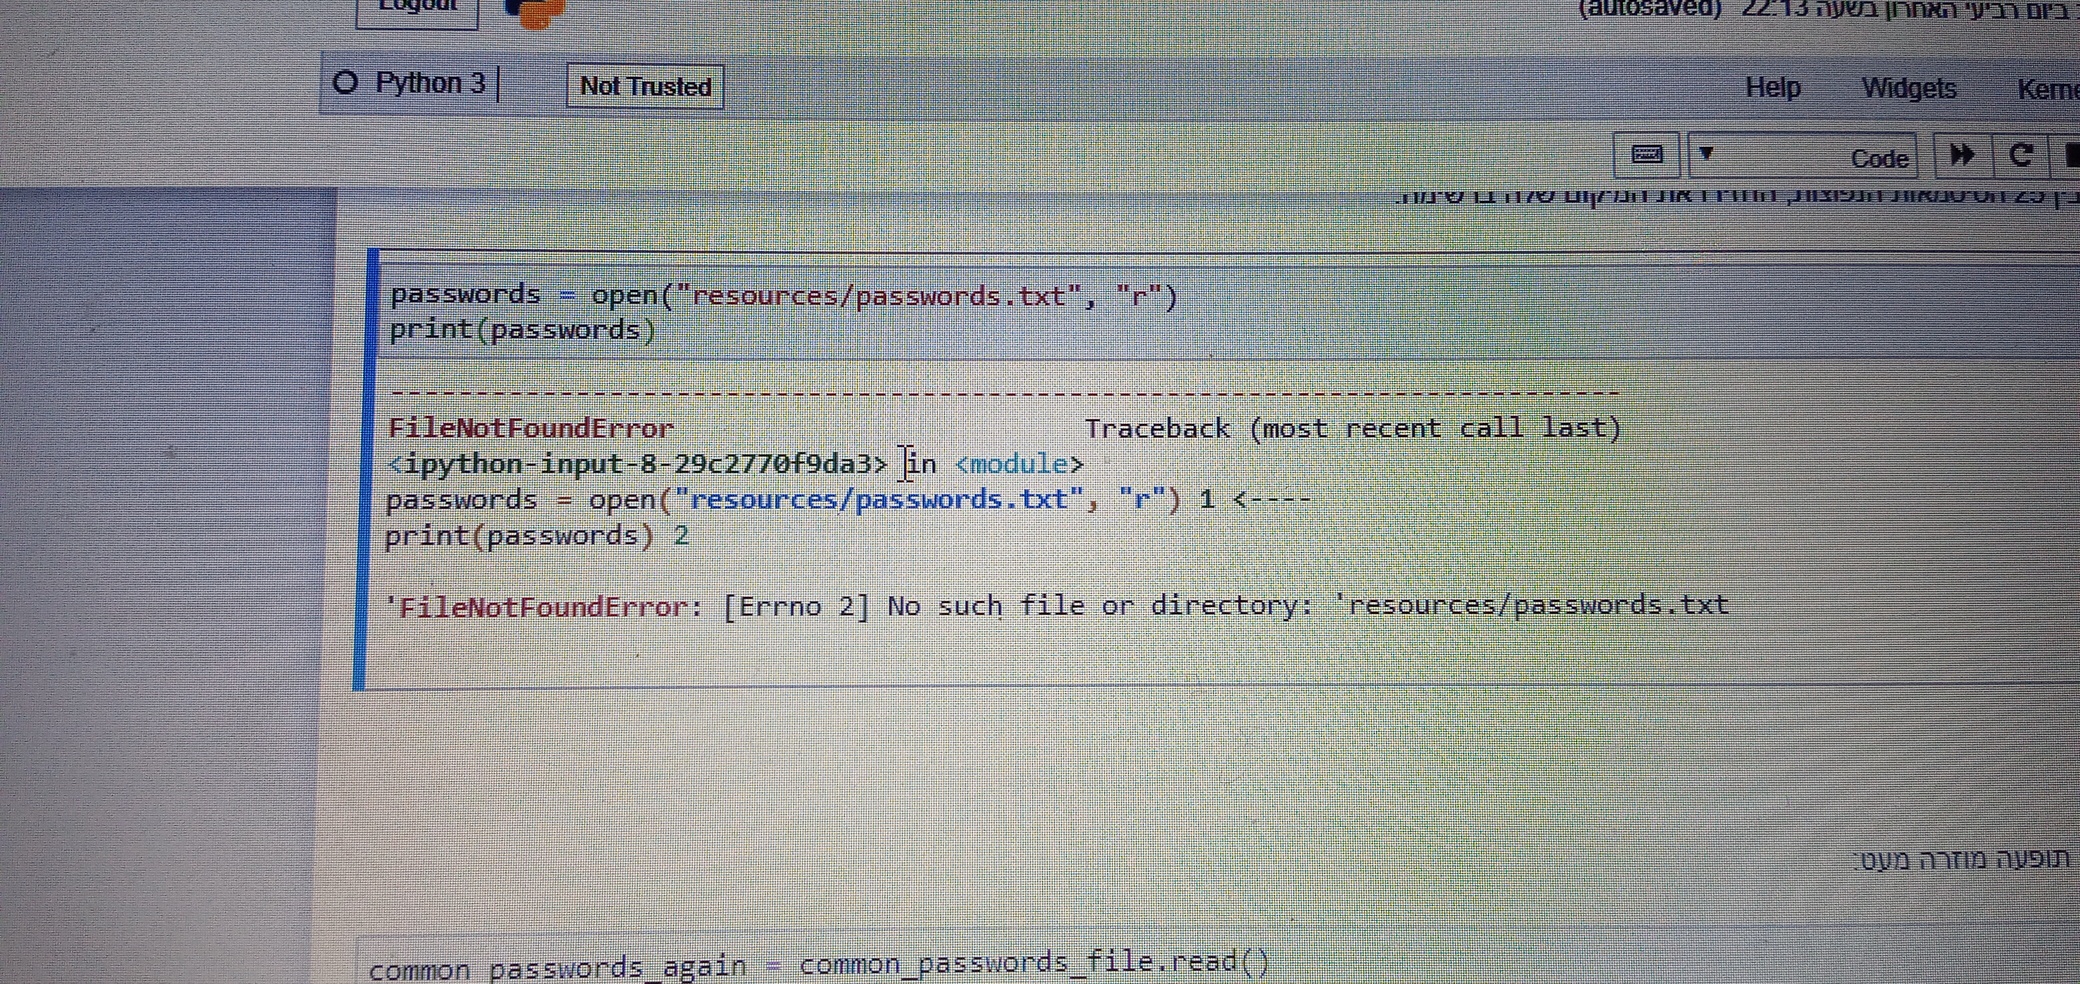 Logout
(autosaved) ביום רביעי האחרון בשעה 22:13
Python 3
Not Trusted
Help
Widgets
Code
passwords = open("resources/passwords.txt", "r")
print(passwords)
---------------------------------------------------------------------------
FileNotFoundError Traceback (most recent call last)
<ipython-input-8-29c2770f9da3> in <module>
passwords = open("resources/passwords.txt", "r") 1 <----
print(passwords) 2
'FileNotFoundError: [Errno 2] No such file or directory: 'resources/passwords.txt
תופעה מוזרה מעט:
common_passwords_again = common_passwords_file.read()